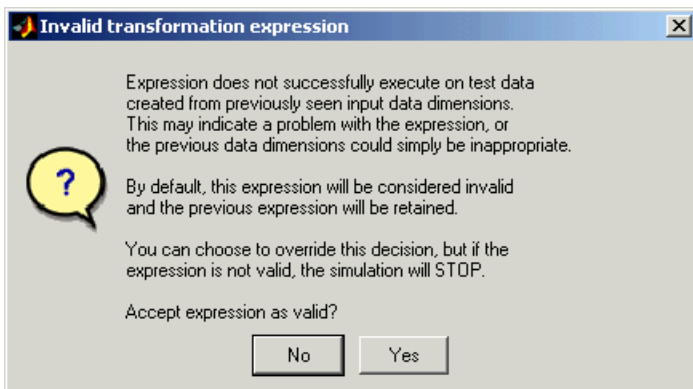 Invalid transformation expression
Expression does not successfully execute on test data
created from previously seen input data dimensions.
This may indicate a problem with the expression, or
the previous data dimensions could simply be inappropriate.
By default, this expression will be considered invalid
and the previous expression will be retained.
You can choose to override this decision, but if the
expression is not valid, the simulation will STOP.
Accept expression as valid?
No Yes